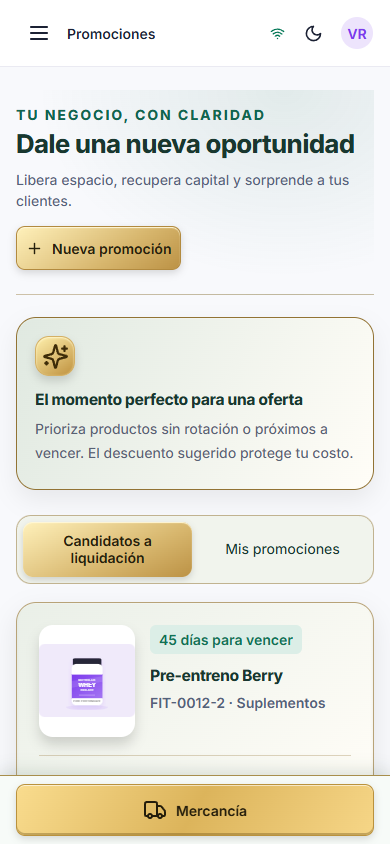 Promociones
VR
TU NEGOCIO, CON CLARIDAD
Dale una nueva oportunidad
Libera espacio, recupera capital y sorprende a tus
clientes.
Nueva promoción
El momento perfecto para una oferta
Prioriza productos sin rotación o próximos a
vencer. El descuento sugerido protege tu costo.
Candidatos a
liquidación
Mis promociones
45 días para vencer
Pre-entreno Berry
FIT-0012-2 · Suplementos
WHEY
Mercancía